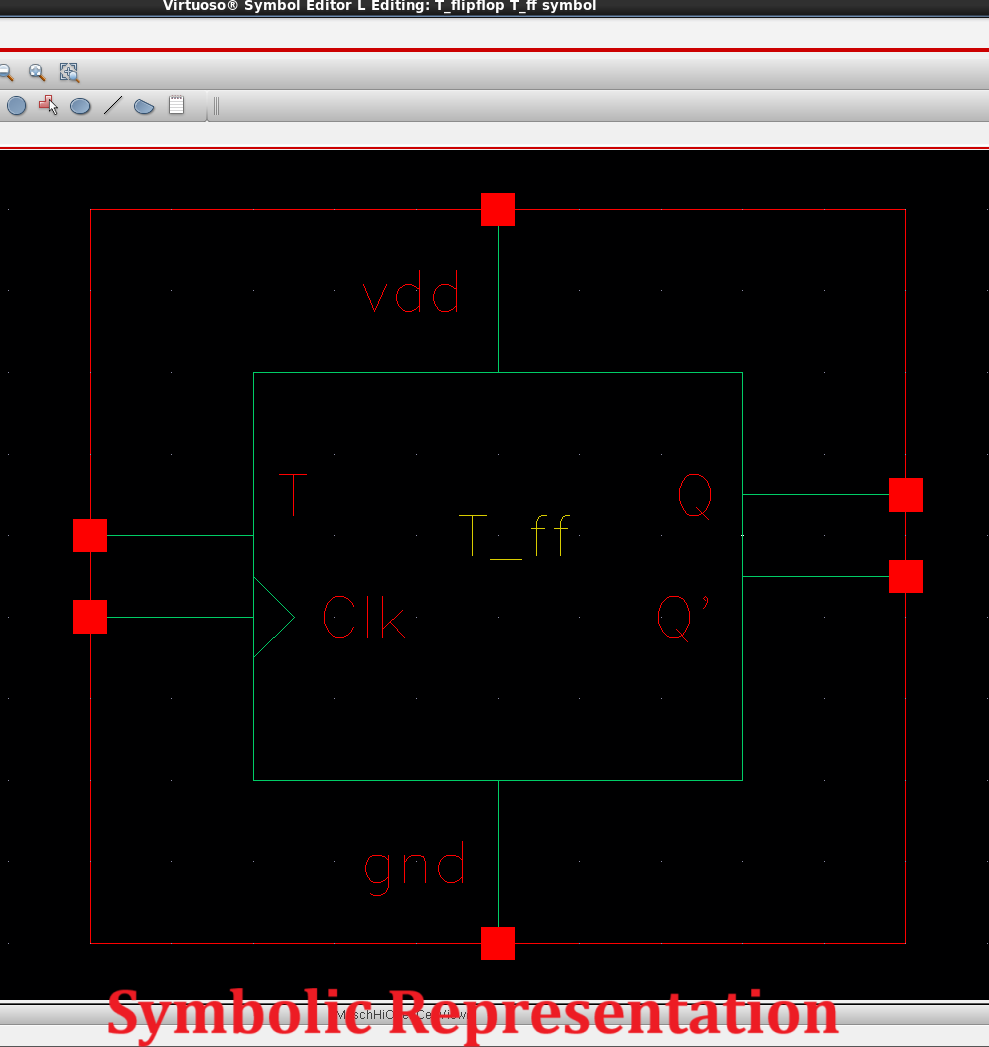 Virtuoso® Symbol Editor L Editing: T_flipflop T_ff symbol
vdd
T
Q
T_ff
Clk
Q'
gnd
Symbolic Representation